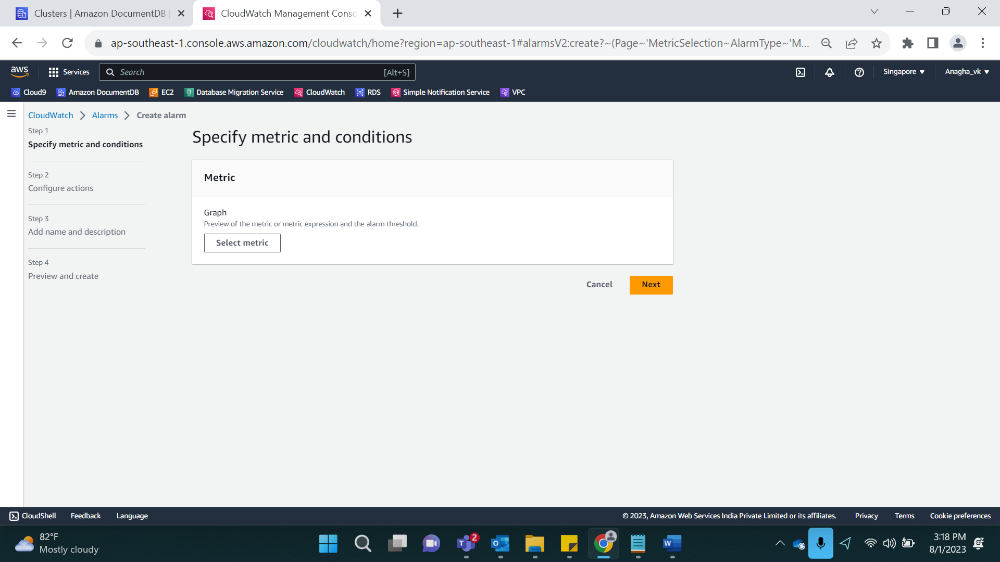 Clusters | Amazon DocumentDB
CloudWatch Management Conso
ap-southeast-1.console.aws.amazon.com/cloudwatch/home?region=ap-southeast-1#alarmsV2:create?~(Page~'MetricSelection~AlarmType~'M...
aws
Services
Search
[Alt+S]
Singapore
Anagha_vk
Cloud9
Amazon DocumentDB
EC2
Database Migration Service
CloudWatch
RDS
Simple Notification Service
VPC
CloudWatch
Alarms
Create alarm
Step 1
Specify metric and conditions
Step 2
Configure actions
Step 3
Add name and description
Step 4
Preview and create
Specify metric and conditions
Metric
Graph
Preview of the metric or metric expression and the alarm threshold.
Select metric
Cancel
Next
CloudShell
Feedback
Language
© 2023, Amazon Web Services India Private Limited or its affiliates.
Privacy
Terms
Cookie preferences
82°F
Mostly cloudy
2
3:18 PM
8/1/2023